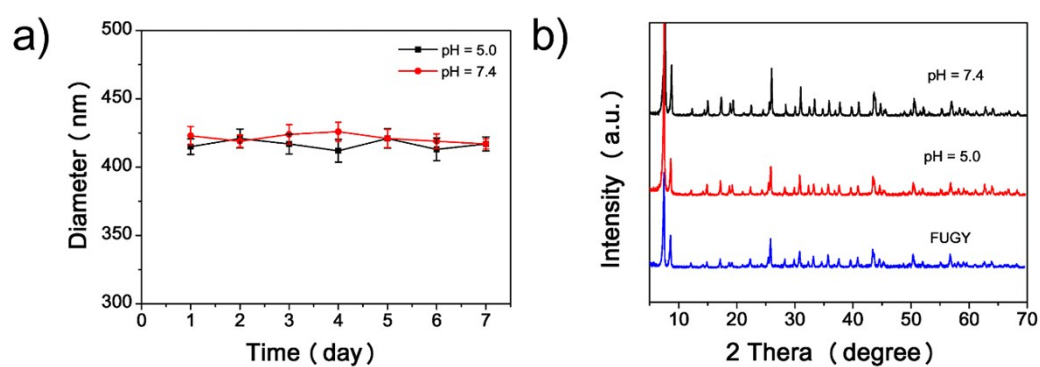 a)
500
450
400
350
300
Diameter (nm)
pH = 5.0
pH = 7.4
0 1 2 3 4 5 6 7
Time (day)
b)
Intensity (a.u.)
pH = 7.4
pH = 5.0
FUGY
10 20 30 40 50 60 70
2 Thera (degree)